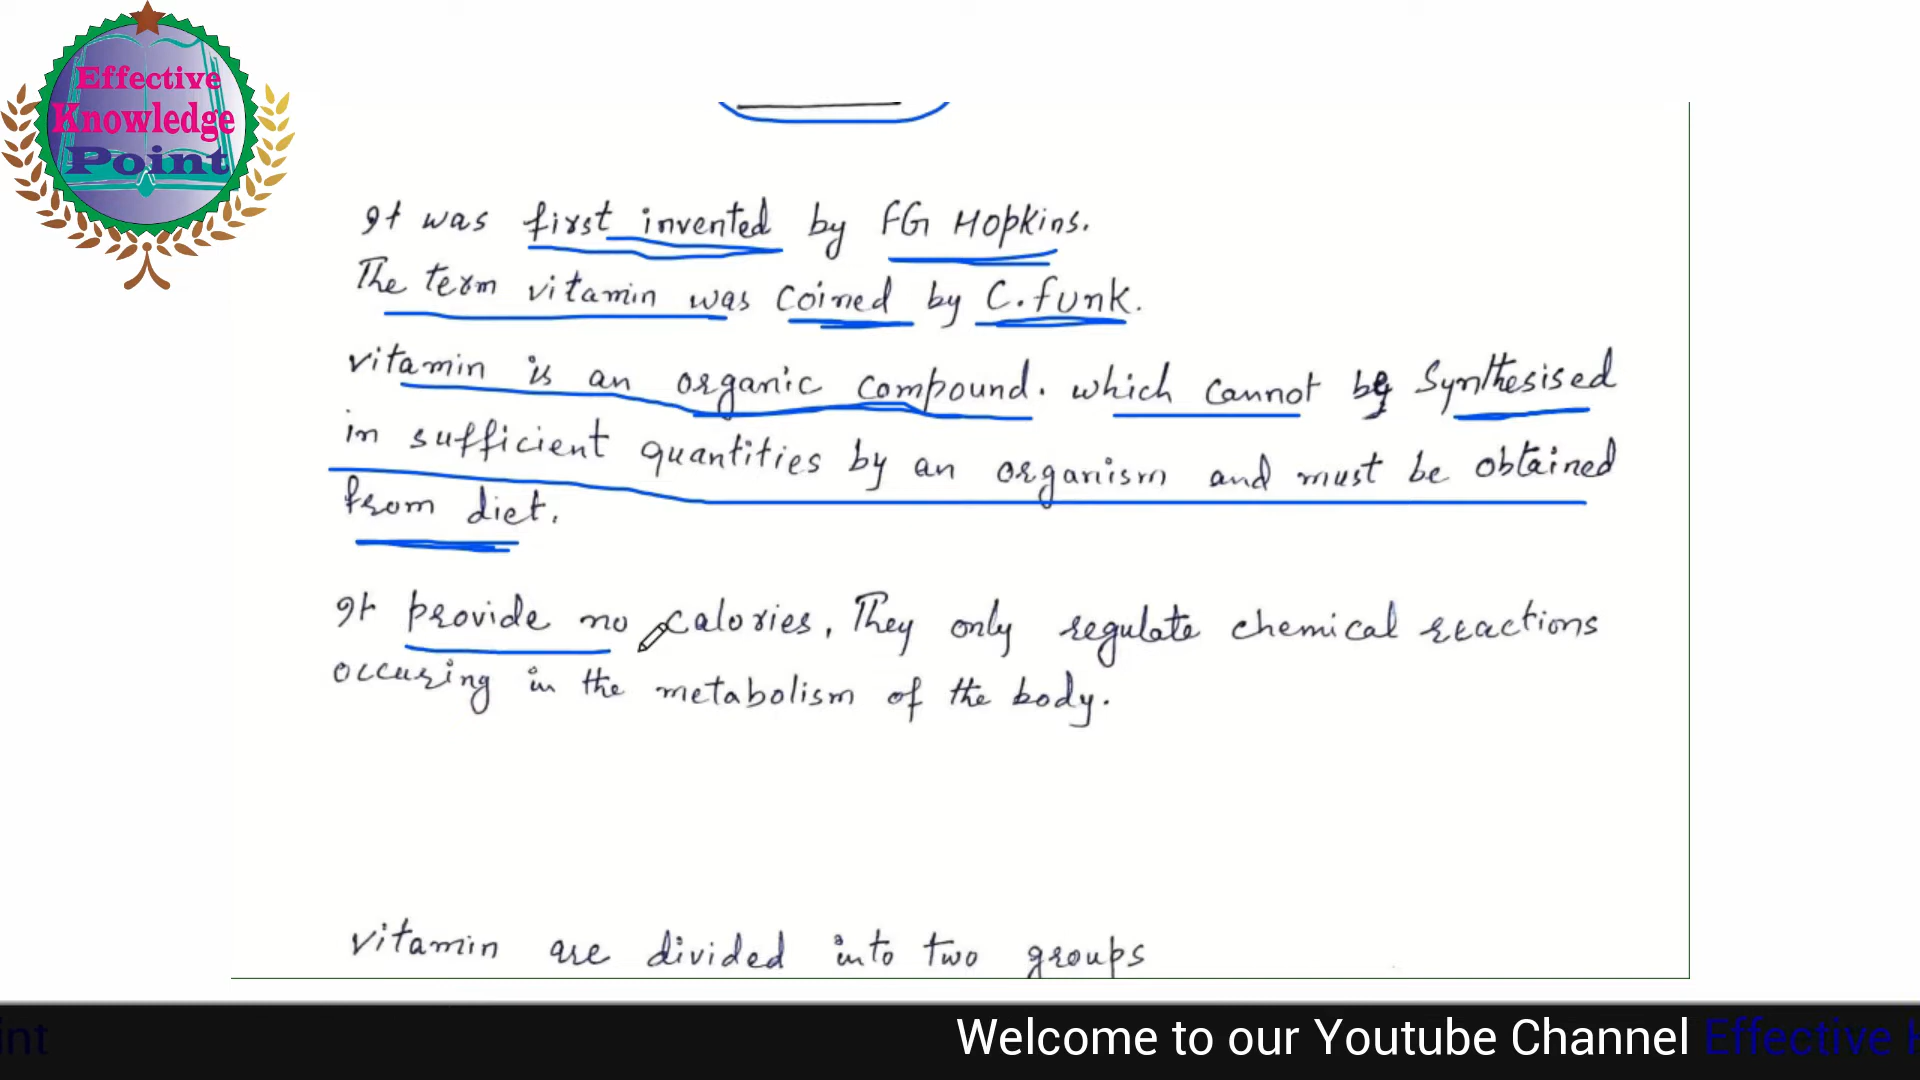 Effective
Knowledge
Point
It was first invented by FG Hopkins.
The term vitamin was coined by C. funk.
vitamin is an organic compound. which cannot be synthesised
in sufficient quantities by an organism and must be obtained
from diet.
It provide no calories, They only regulate chemical reactions
occuring in the metabolism of the body.
vitamin are divided into two groups
int Welcome to our Youtube Channel Effective K